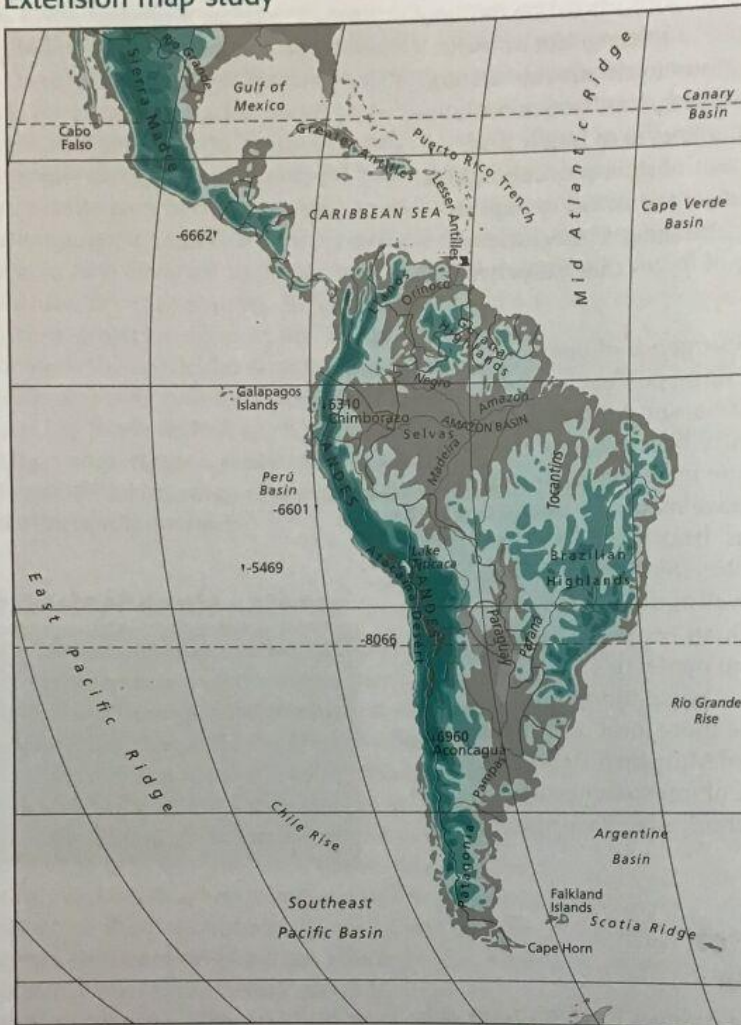 Extension map study
Rio Grande
Sierra Madre
Gulf of
Mexico
Mid Atlantic Ridge
Canary
Basin
Cabo
Falso
Greater Antilles
Puerto Rico Trench
Lesser Antilles
CARIBBEAN SEA
Cape Verde
Basin
-6662
Llanos
Orinoco
Guiana
Highlands
Negro
Galapagos
Islands
6310
Chimborazo
Amazon
AMAZON BASIN
Selvas
Madeira
ANDES
Tocantins
Perú
Basin
-6601
-5469
Lake
Titicaca
Atacama Desert
ANDES
Brazilian
Highlands
East Pacific Ridge
-8066
Paraguay
Paraná
Rio Grande
Rise
6960
Aconcagua
Pampas
Chile Rise
Patagonia
Argentine
Basin
Southeast
Pacific Basin
Falkland
Islands
Scotia Ridge
Cape Horn